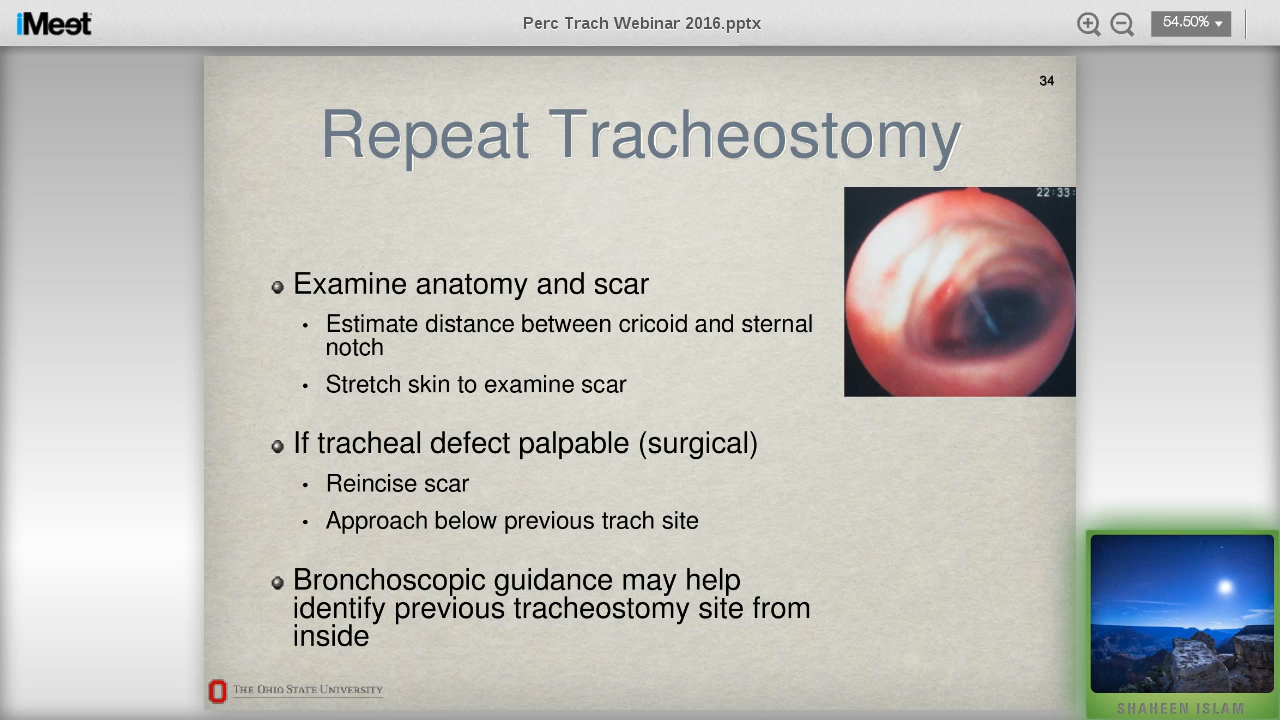 iMeet
Perc Trach Webinar 2016.pptx
54.50%
34
Repeat Tracheostomy
22:33:
Examine anatomy and scar
Estimate distance between cricoid and sternal
notch
Stretch skin to examine scar
If tracheal defect palpable (surgical)
Reincise scar
Approach below previous trach site
Bronchoscopic guidance may help
identify previous tracheostomy site from
inside
THE OHIO STATE UNIVERSITY
SHAHEEN ISLAM